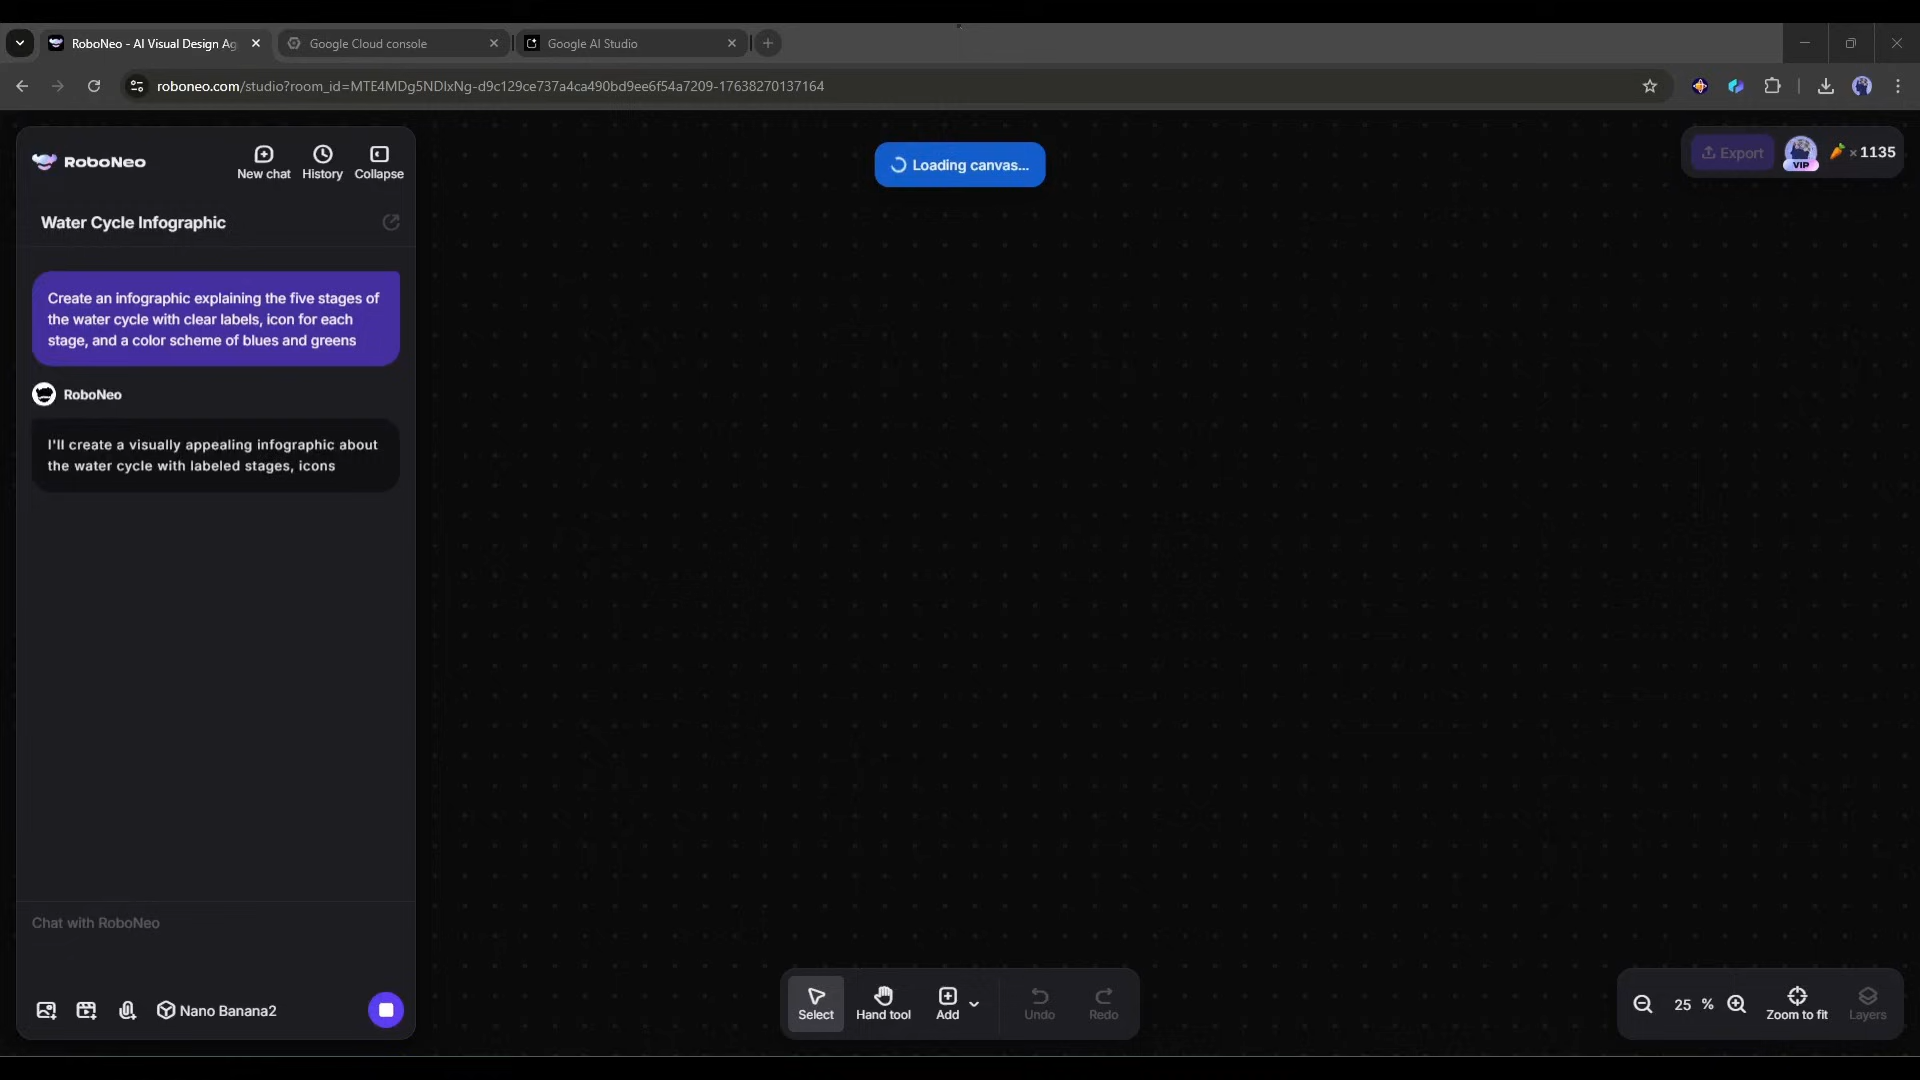 RoboNeo - AI Visual Design Ag
Google Cloud console
Google AI Studio
roboneo.com/studio?room_id=MTE4MDg5NDIxNg-d9c129ce737a4ca490bd9ee6f54a7209-17638270137164
RoboNeo
New chat
History
Collapse
Loading canvas...
Export
VIP
× 1135
Water Cycle Infographic
Create an infographic explaining the five stages of
the water cycle with clear labels, icon for each
stage, and a color scheme of blues and greens
RoboNeo
I'll create a visually appealing infographic about
the water cycle with labeled stages, icons
Chat with RoboNeo
Nano Banana2
Select
Hand tool
Add
Undo
Redo
25 %
Zoom to fit
Layers